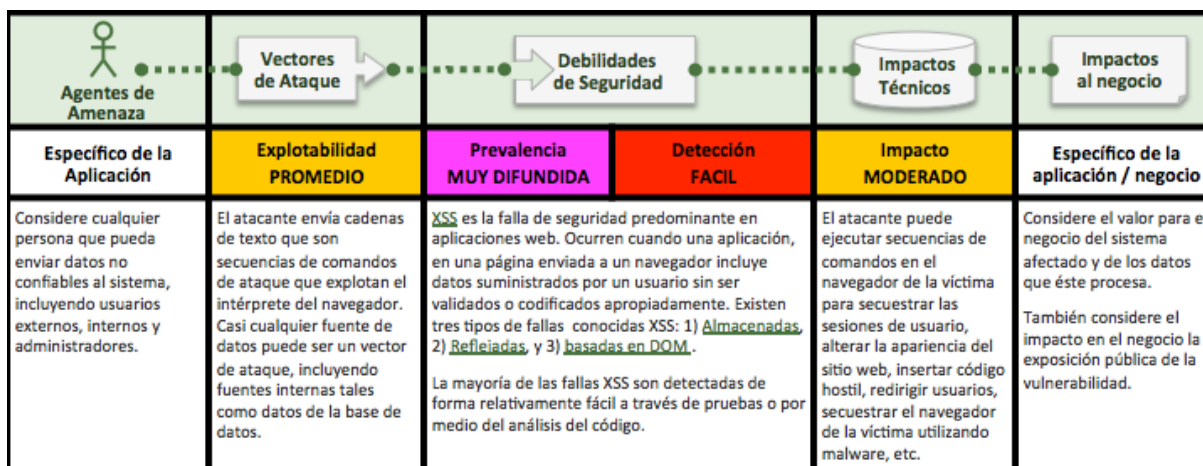 Agentes de
Amenaza
Vectores
de Ataque
Debilidades
de Seguridad
Impactos
Técnicos
Impactos
al negocio
Específico de la
Aplicación
Explotabilidad
PROMEDIO
Prevalencia
MUY DIFUNDIDA
Detección
FACIL
Impacto
MODERADO
Específico de la
aplicación / negocio
Considere cualquier
persona que pueda
enviar datos no
confiables al sistema,
incluyendo usuarios
externos, internos y
administradores.
El atacante envía cadenas
de texto que son
secuencias de comandos
de ataque que explotan el
intérprete del navegador.
Casi cualquier fuente de
datos puede ser un vector
de ataque, incluyendo
fuentes internas tales
como datos de la base de
datos.
XSS es la falla de seguridad predominante en
aplicaciones web. Ocurren cuando una aplicación,
en una página enviada a un navegador incluye
datos suministrados por un usuario sin ser
validados o codificados apropiadamente. Existen
tres tipos de fallas conocidas XSS: 1) Almacenadas,
2) Reflejadas, y 3) basadas en DOM .
La mayoría de las fallas XSS son detectadas de
forma relativamente fácil a través de pruebas o por
medio del análisis del código.
El atacante puede
ejecutar secuencias de
comandos en el
navegador de la víctima
para secuestrar las
sesiones de usuario,
alterar la apariencia del
sitio web, insertar código
hostil, redirigir usuarios,
secuestrar el navegador
de la víctima utilizando
malware, etc.
Considere el valor para e
negocio del sistema
afectado y de los datos
que éste procesa.
También considere el
impacto en el negocio la
exposición pública de la
vulnerabilidad.